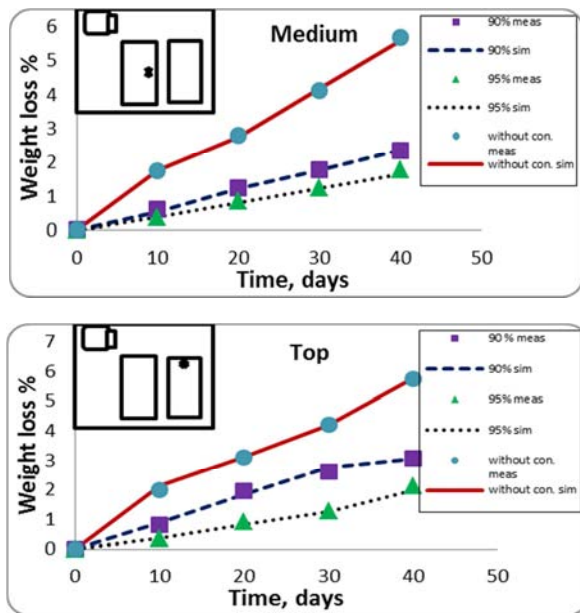 Medium
Weight loss %
6
5
4
3
2
1
0
0 10 20 30 40 50
Time, days
90% meas
90% sim
95% meas
95% sim
without con.
meas
without con. sim
Top
Weight loss %
7
6
5
4
3
2
1
0
0 10 20 30 40 50
Time, days
90 % meas
90% sim
95% meas
95% sim
without con.
meas
without con. sim